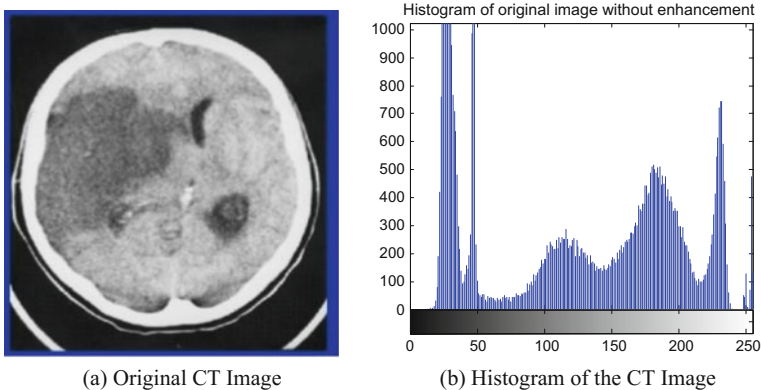 Histogram of original image without enhancement
1000
900
800
700
600
500
400
300
200
100
0
0 50 100 150 200 250
(a) Original CT Image
(b) Histogram of the CT Image